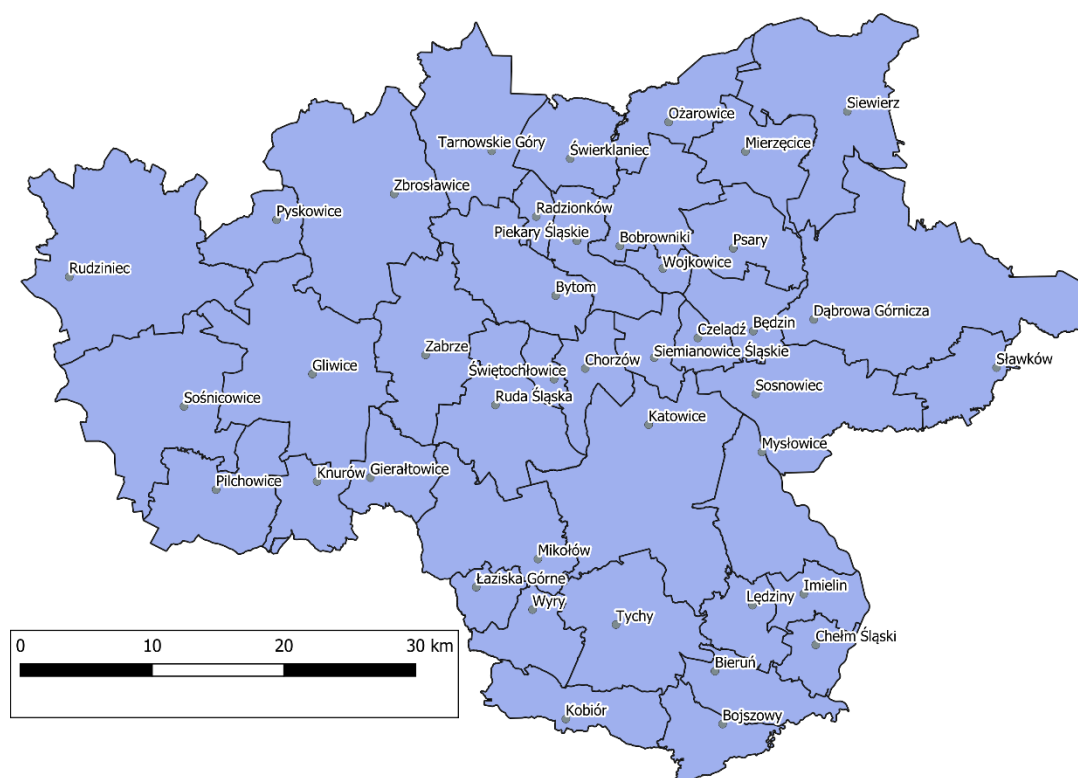 Siewierz
Ożarowice
Tarnowskie Góry
Świerklaniec
Mierzęcice
Zbrosławice
Pyskowice
Radzionków
Piekary Śląskie
Bobrowniki
Psary
Rudziniec
Wojkowice
Bytom
Dąbrowa Górnicza
Czeladź
Będzin
Zabrze
Siemianowice Śląskie
Sławków
Gliwice
Świętochłowice
Chorzów
Sosnowiec
Sośnicowice
Ruda Śląska
Katowice
Mysłowice
Pilchowice
Knurów
Gierałtowice
Mikołów
Łaziska Górne
Imielin
Wyry
Lędziny
Tychy
Chełm Śląski
0 10 20 30 km
Bieruń
Kobiór
Bojszowy